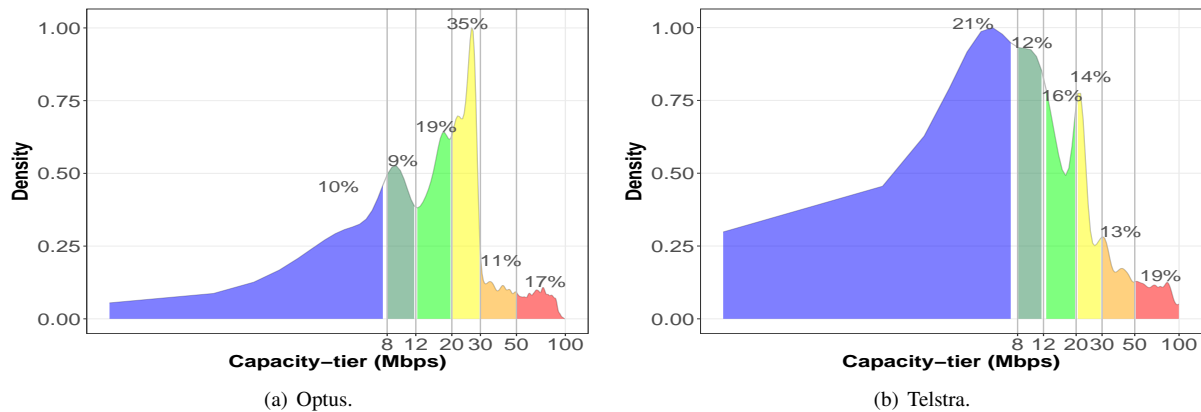 35%
1.00
0.75
19%
0.50
9%
10%
0.25
11%
17%
0.00
Density
8 12 20 30 50 100
Capacity−tier (Mbps)
(a) Optus.
21%
1.00
12%
14%
0.75
16%
0.50
0.25
13%
19%
0.00
Density
8 12 20 30 50 100
Capacity−tier (Mbps)
(b) Telstra.